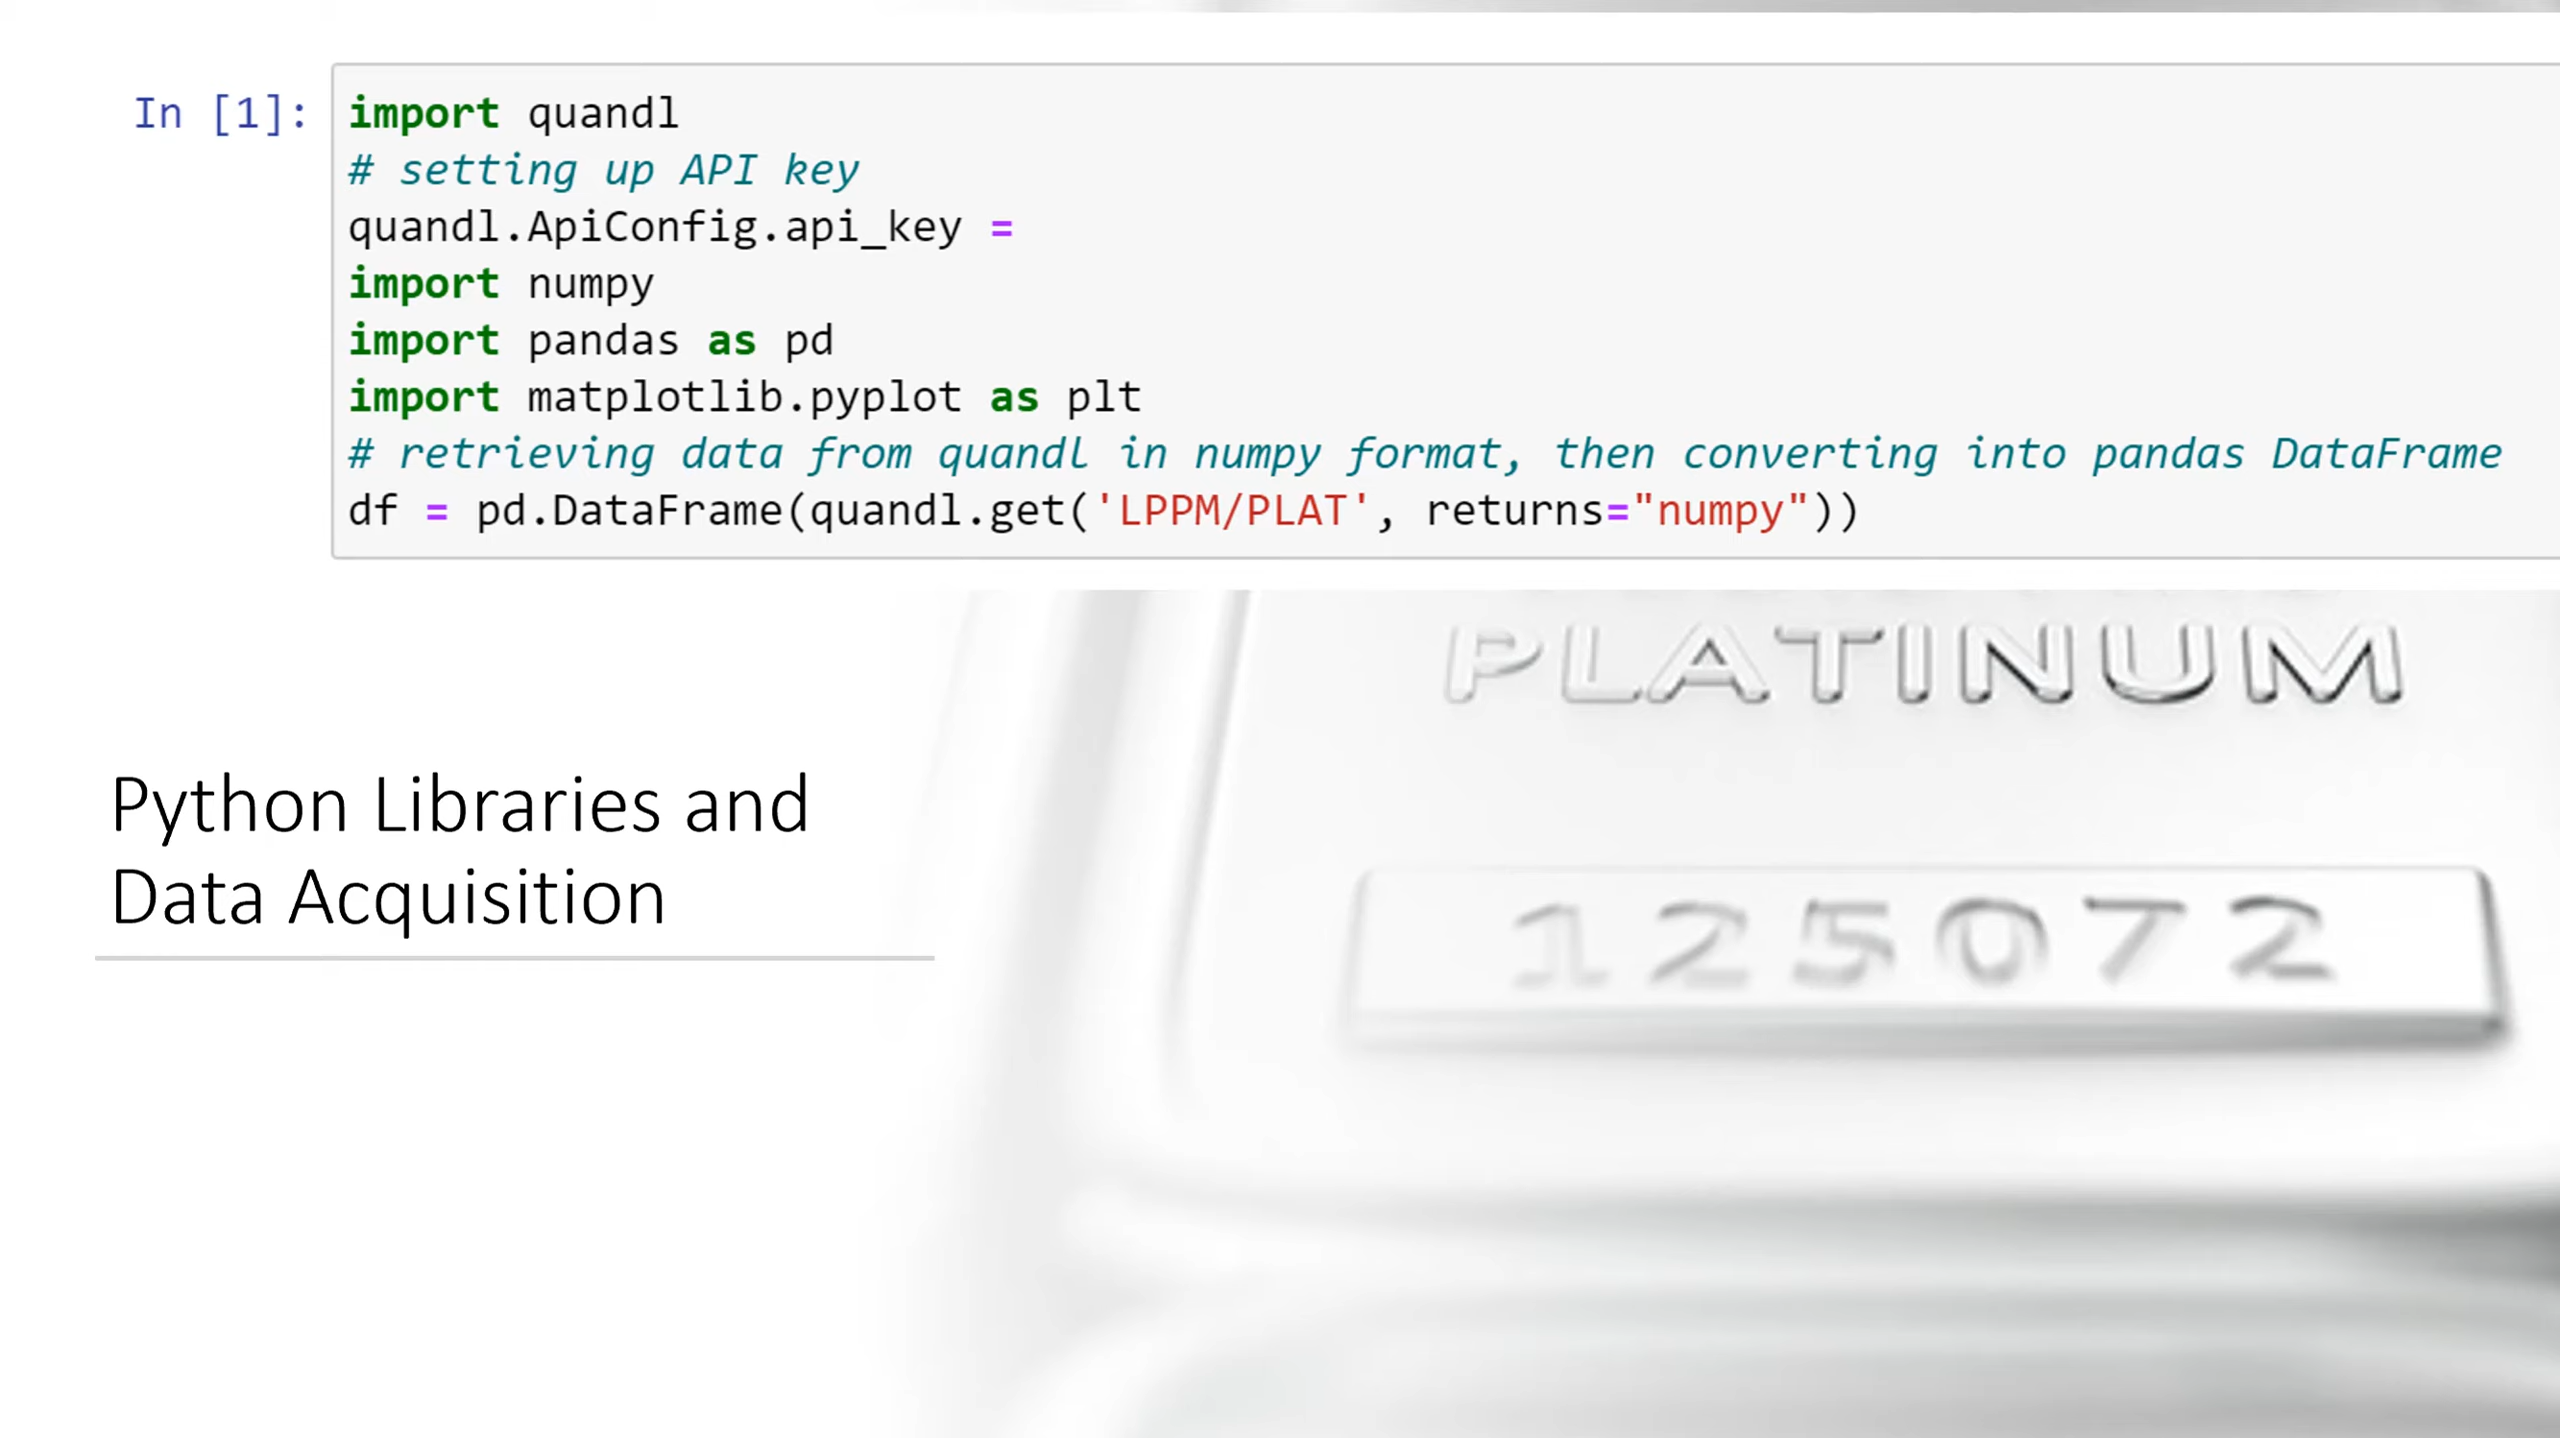 In [1]: import quandl
# setting up API key
quandl.ApiConfig.api_key =
import numpy
import pandas as pd
import matplotlib.pyplot as plt
# retrieving data from quandl in numpy format, then converting into pandas DataFrame
df = pd.DataFrame(quandl.get('LPPM/PLAT', returns="numpy"))
PLATINUM
Python Libraries and
Data Acquisition
125072